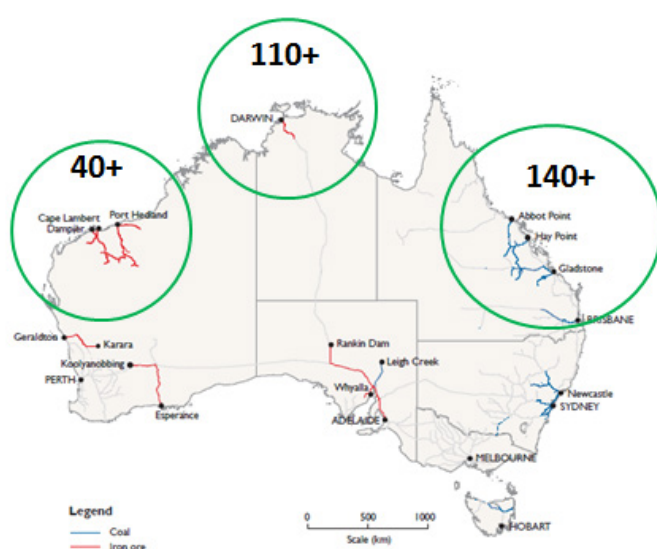 110+
DARWIN
40+
140+
Cape Lambert
Port Hedland
Dampier
Abbot Point
Hay Point
Gladstone
BRISBANE
Geraldton
Karara
Koolyanobbing
PERTH
Esperance
Rankin Dam
Leigh Creek
Whyalla
ADELAIDE
Newcastle
SYDNEY
MELBOURNE
HOBART
Legend
Coal
Iron ore
0 500 1000
Scale (km)